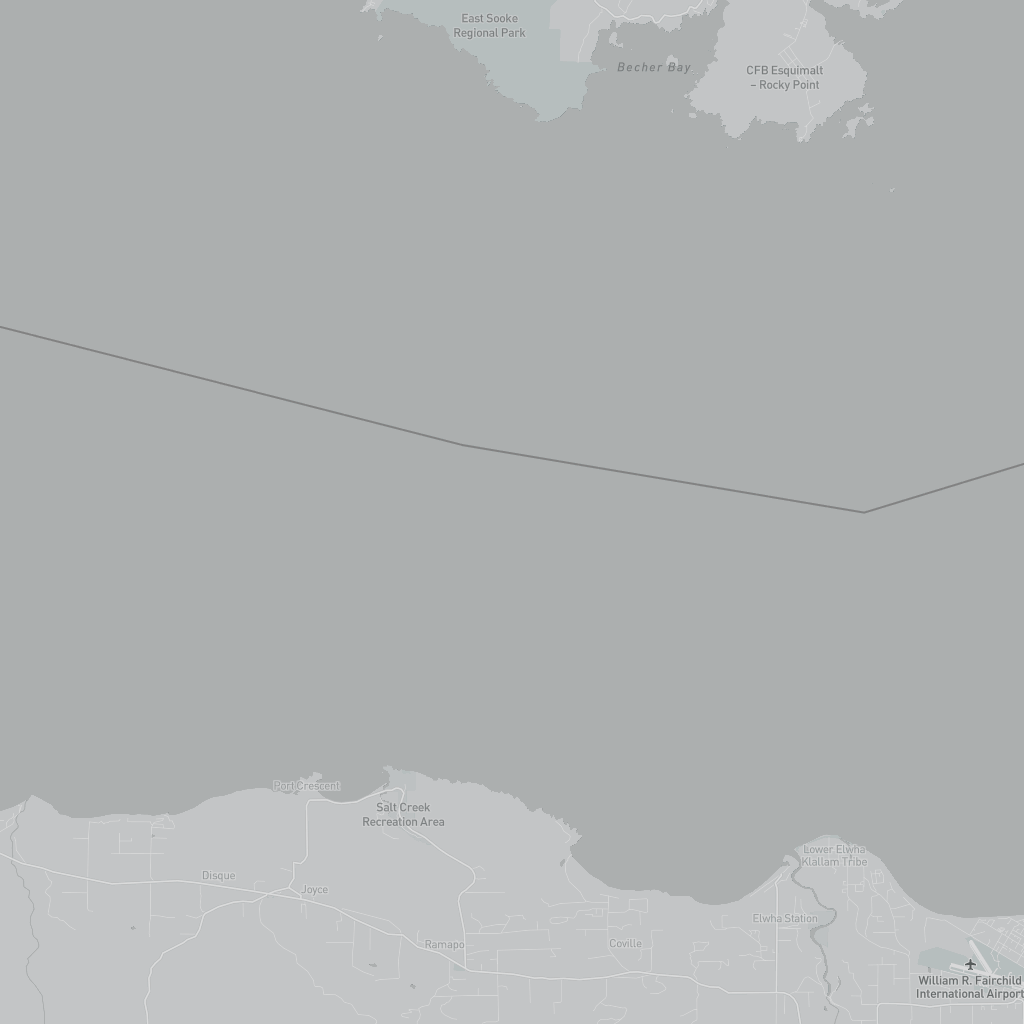 East Sooke
Regional Park
Becher Bay
CFB Esquimalt
– Rocky Point
Port Crescent
Salt Creek
Recreation Area
Lower Elwha
Klallam Tribe
Disque
Joyce
Elwha Station
Ramapo
Coville
William R. Fairchild
International Airport